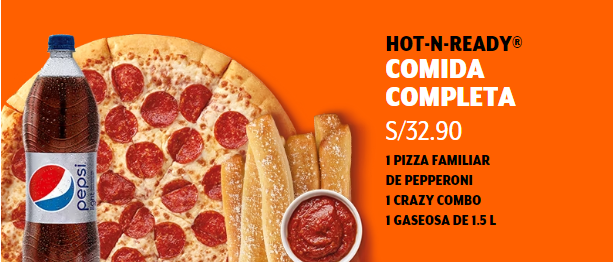 HOT-N-READY®
COMIDA
COMPLETA
S/32.90
1 PIZZA FAMILIAR
DE PEPPERONI
1 CRAZY COMBO
1 GASEOSA DE 1.5 L
pepsi
light